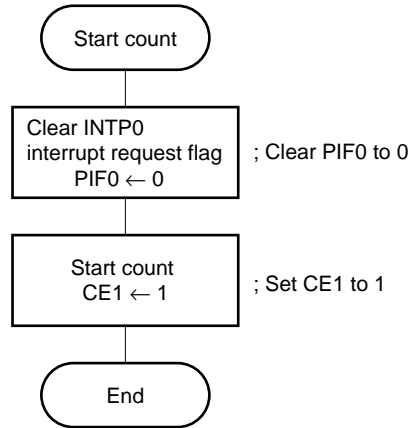 Start count
Clear INTP0
interrupt request flag
PIF0 ← 0
; Clear PIF0 to 0
Start count
CE1 ← 1
; Set CE1 to 1
End